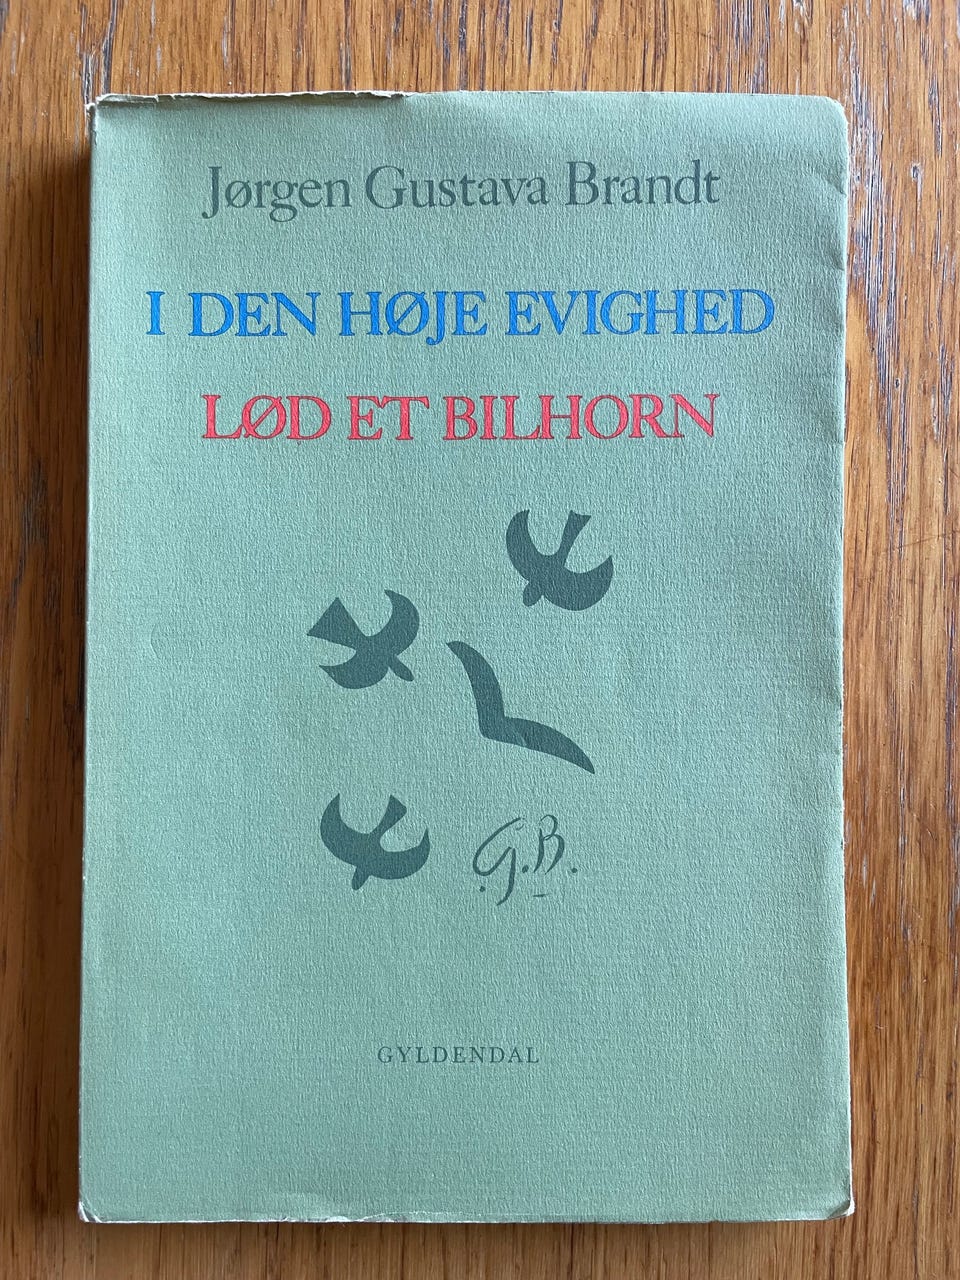 Jørgen Gustava Brandt
I DEN HØJE EVIGHED
LØD ET BILHORN
G.B.
GYLDENDAL